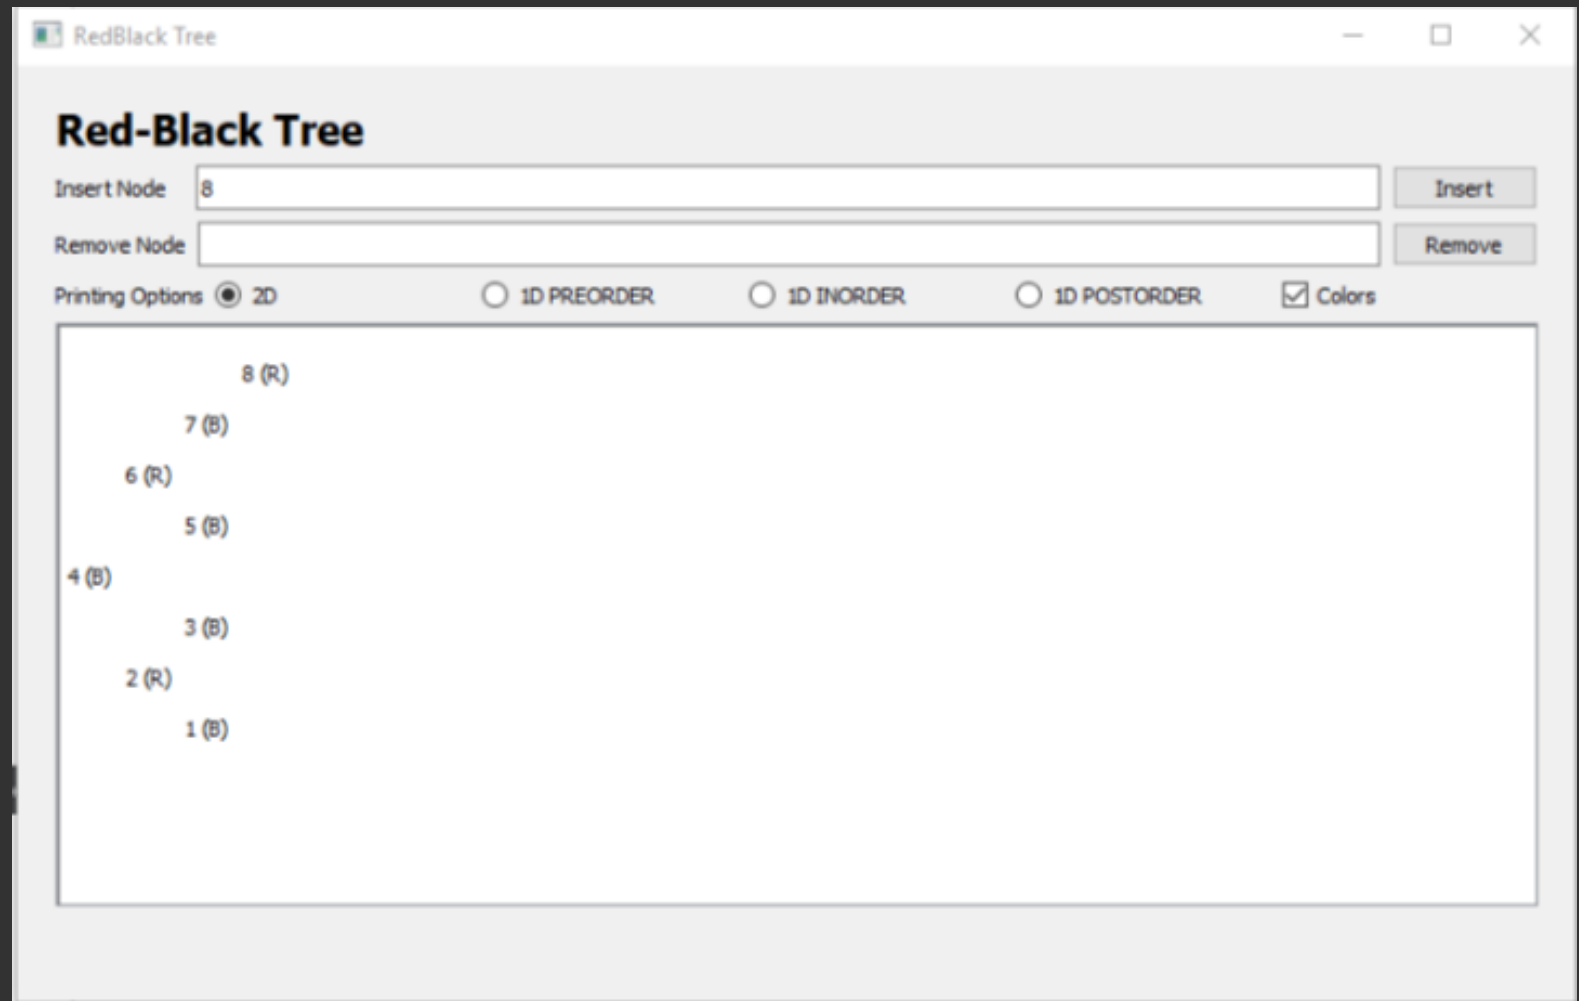 RedBlack Tree
Red-Black Tree
Insert Node 8 Insert
Remove Node Remove
Printing Options 2D 1D PREORDER 1D INORDER 1D POSTORDER Colors
8 (R)
7 (B)
6 (R)
5 (B)
4 (B)
3 (B)
2 (R)
1 (B)